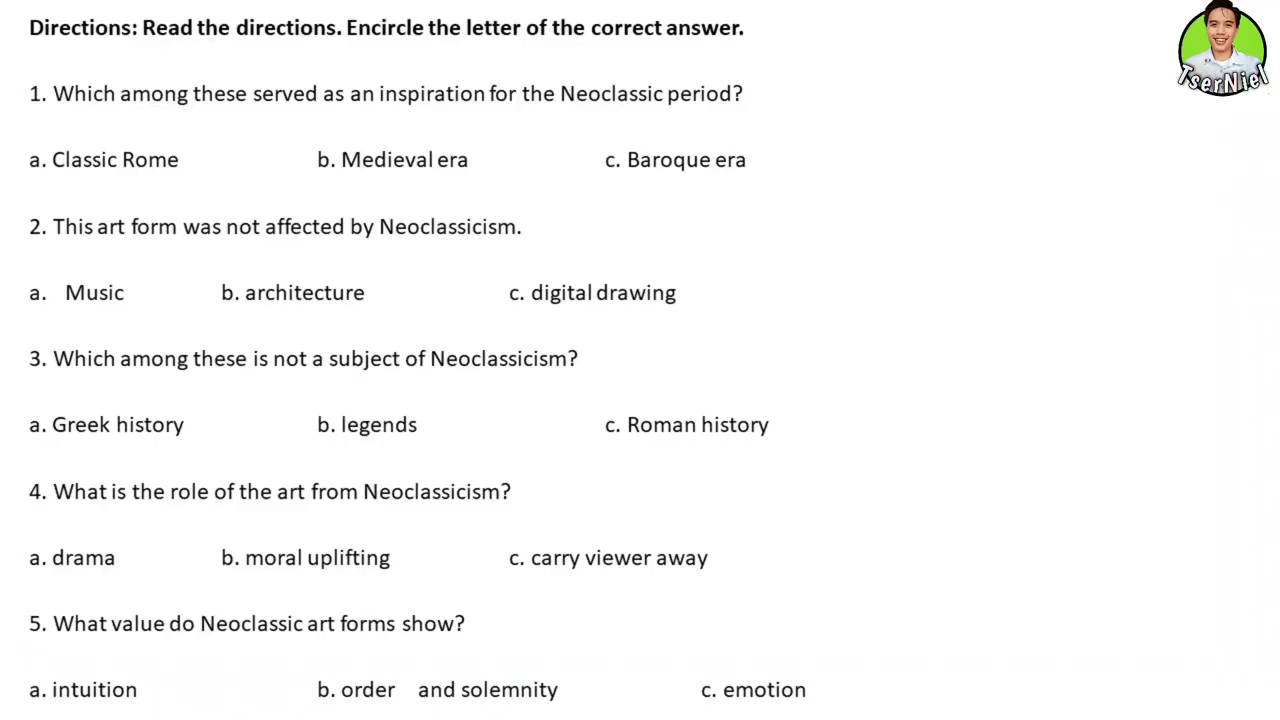 Directions: Read the directions. Encircle the letter of the correct answer.
TserNiel
1. Which among these served as an inspiration for the Neoclassic period?
a. Classic Rome b. Medieval era c. Baroque era
2. This art form was not affected by Neoclassicism.
a. Music b. architecture c. digital drawing
3. Which among these is not a subject of Neoclassicism?
a. Greek history b. legends c. Roman history
4. What is the role of the art from Neoclassicism?
a. drama b. moral uplifting c. carry viewer away
5. What value do Neoclassic art forms show?
a. intuition b. order and solemnity c. emotion